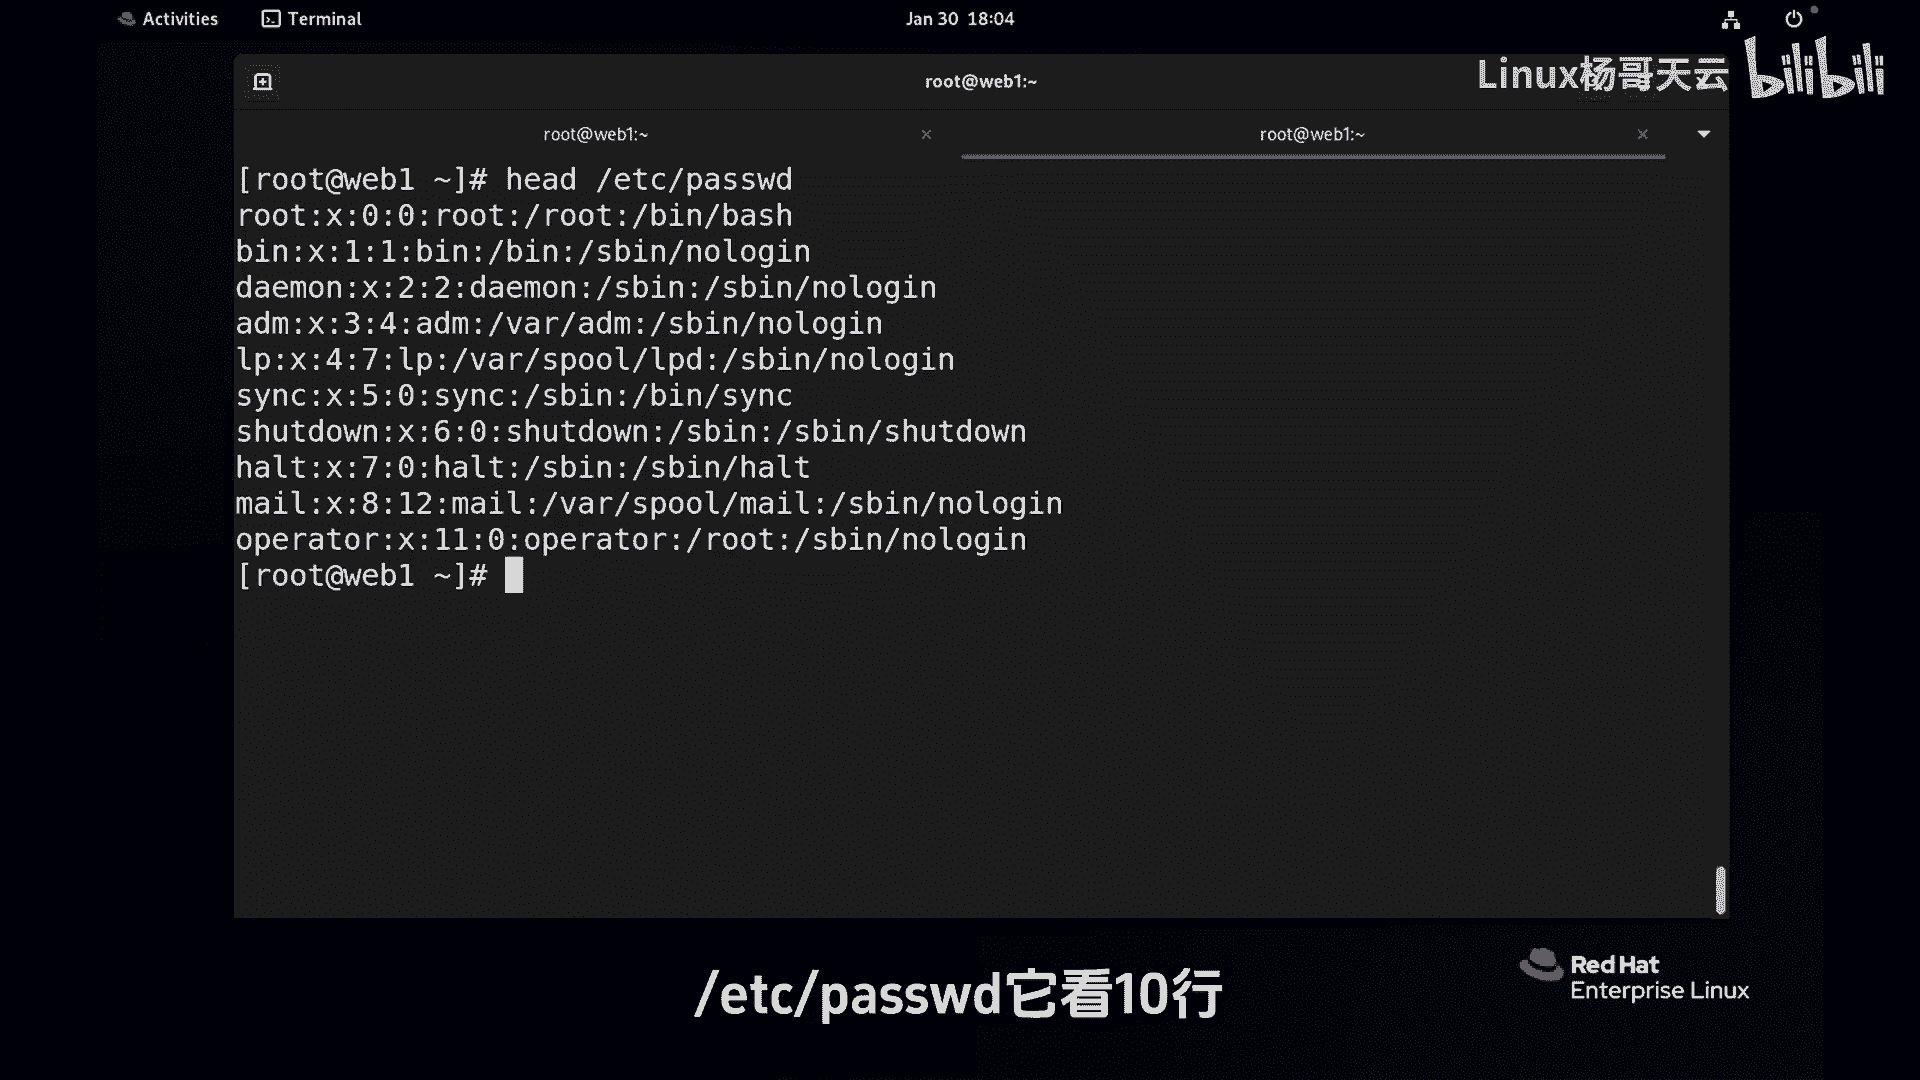 Activities
Terminal
Jan 30 18:04
root@web1:~
Linux杨哥天云
bilibili
root@web1:~
root@web1:~
[root@web1 ~]# head /etc/passwd
root:x:0:0:root:/root:/bin/bash
bin:x:1:1:bin:/bin:/sbin/nologin
daemon:x:2:2:daemon:/sbin:/sbin/nologin
adm:x:3:4:adm:/var/adm:/sbin/nologin
lp:x:4:7:lp:/var/spool/lpd:/sbin/nologin
sync:x:5:0:sync:/sbin:/bin/sync
shutdown:x:6:0:shutdown:/sbin:/sbin/shutdown
halt:x:7:0:halt:/sbin:/sbin/halt
mail:x:8:12:mail:/var/spool/mail:/sbin/nologin
operator:x:11:0:operator:/root:/sbin/nologin
[root@web1 ~]#
/etc/passwd它看10行
Red Hat
Enterprise Linux